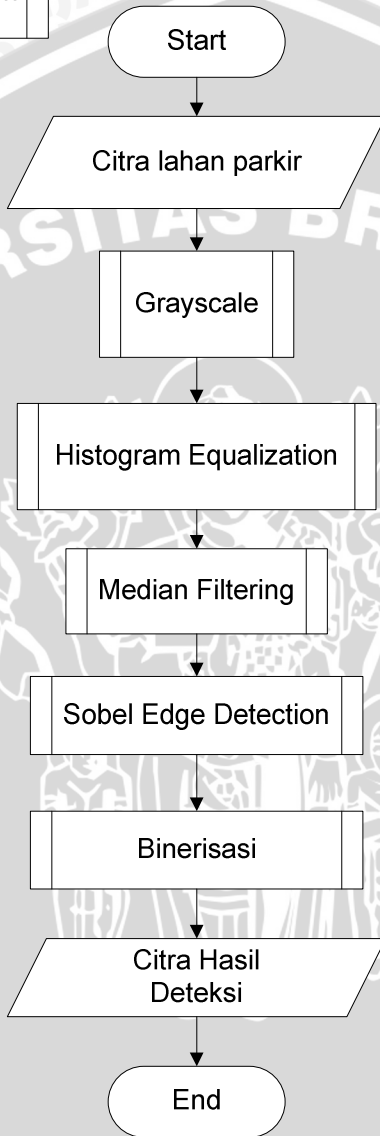 Start
Citra lahan parkir
Grayscale
Histogram Equalization
Median Filtering
Sobel Edge Detection
Binerisasi
Citra Hasil
Deteksi
End